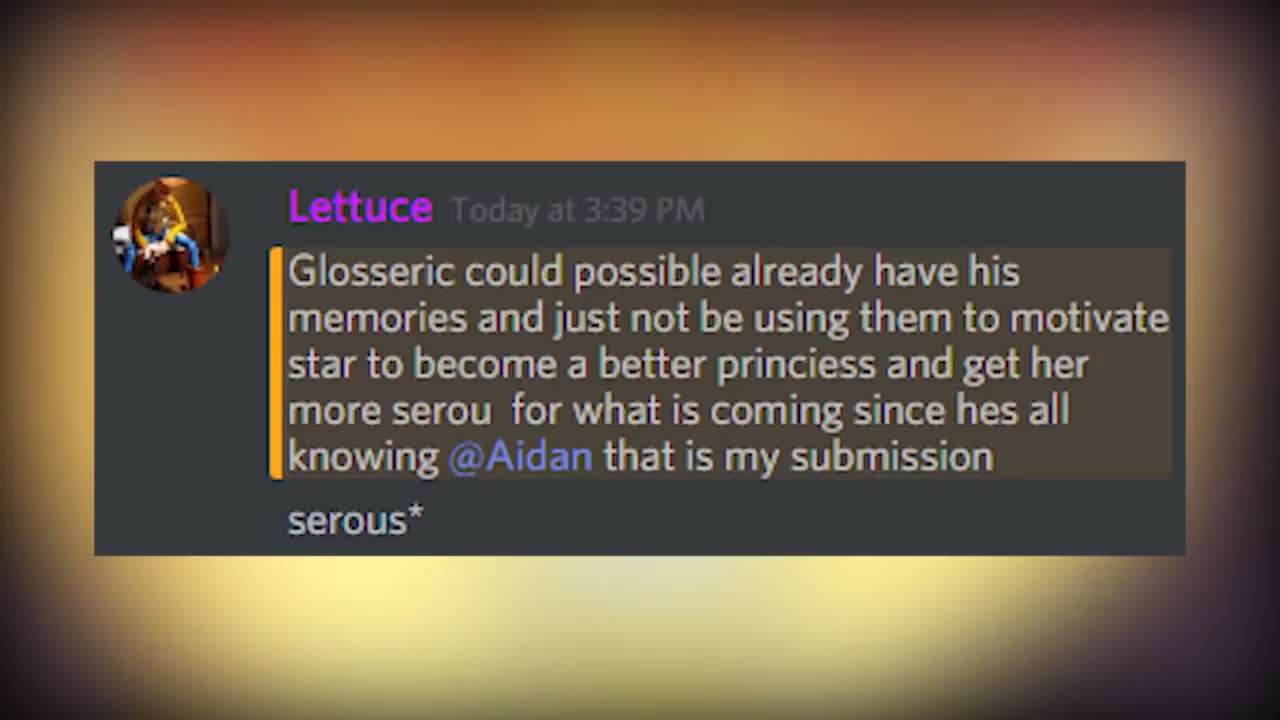 Lettuce Today at 3:39 PM
Glosseric could possible already have his
memories and just not be using them to motivate
star to become a better princiess and get her
more serou  for what is coming since hes all
knowing @Aidan that is my submission
serous*